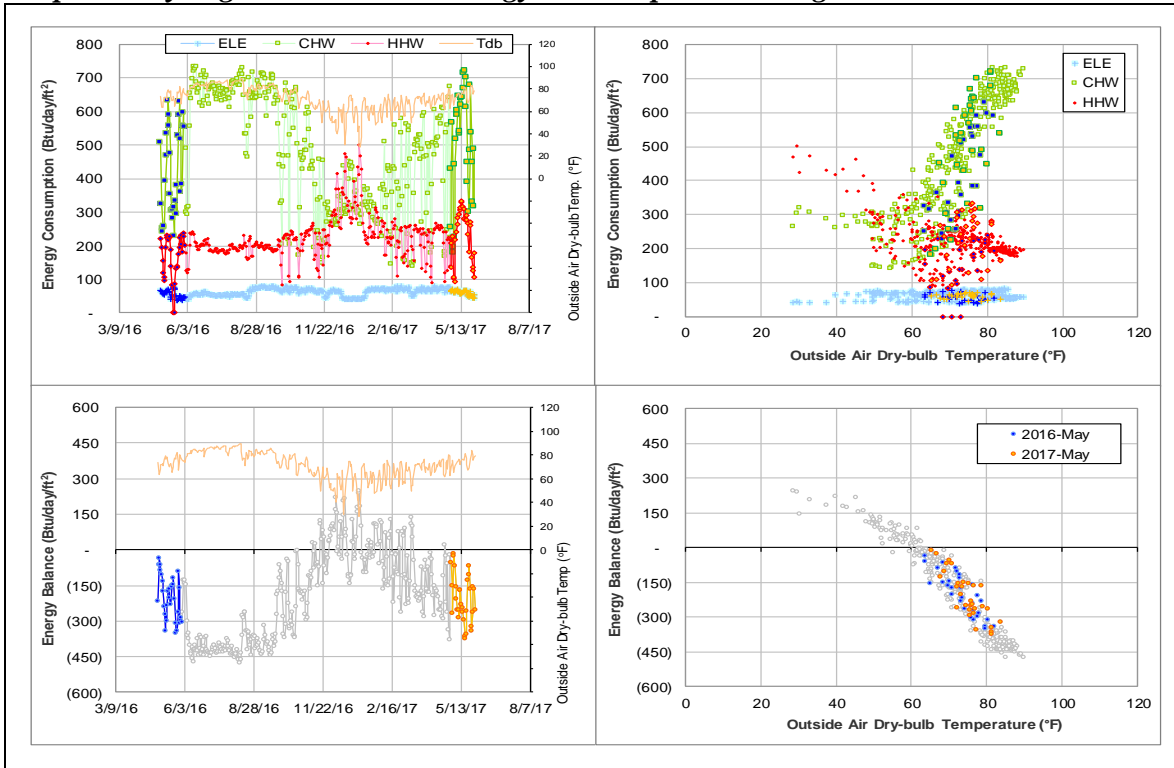 ELE CHW HHW Tdb
Energy Consumption (Btu/day/ft²)
800
700
600
500
400
300
200
100
-
120
100
80
60
40
20
0
Outside Air Dry-bulb Temp. (°F)
3/9/16 6/3/16 8/28/16 11/22/16 2/16/17 5/13/17 8/7/17
ELE
CHW
HHW
Energy Consumption (Btu/day/ft²)
800
700
600
500
400
300
200
100
-
0 20 40 60 80 100 120
Outside Air Dry-bulb Temperature (°F)
Energy Balance (Btu/day/ft²)
600
450
300
150
-
(150)
(300)
(450)
(600)
120
100
80
60
40
20
0
Outside Air Dry-bulb Temp (°F)
3/9/16 6/3/16 8/28/16 11/22/16 2/16/17 5/13/17 8/7/17
2016-May
2017-May
Energy Balance (Btu/day/ft²)
600
450
300
150
-
(150)
(300)
(450)
(600)
0 20 40 60 80 100 120
Outside Air Dry-bulb Temperature (°F)